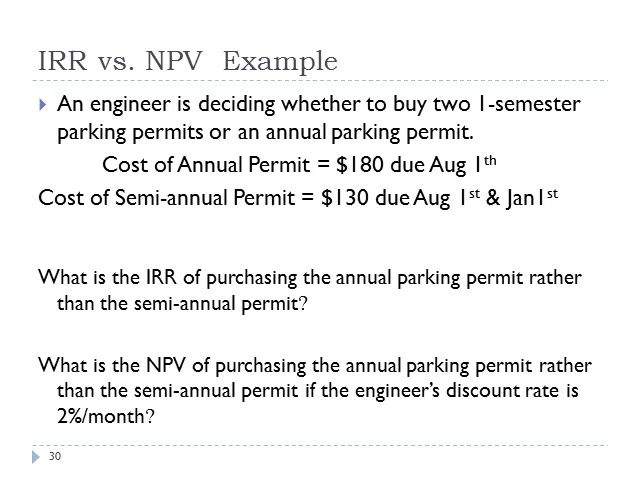 IRR vs. NPV Example
An engineer is deciding whether to buy two 1-semester
parking permits or an annual parking permit.
Cost of Annual Permit = $180 due Aug 1th
Cost of Semi-annual Permit = $130 due Aug 1st & Jan1st
What is the IRR of purchasing the annual parking permit rather
than the semi-annual permit?
What is the NPV of purchasing the annual parking permit rather
than the semi-annual permit if the engineer's discount rate is
2%/month?
30